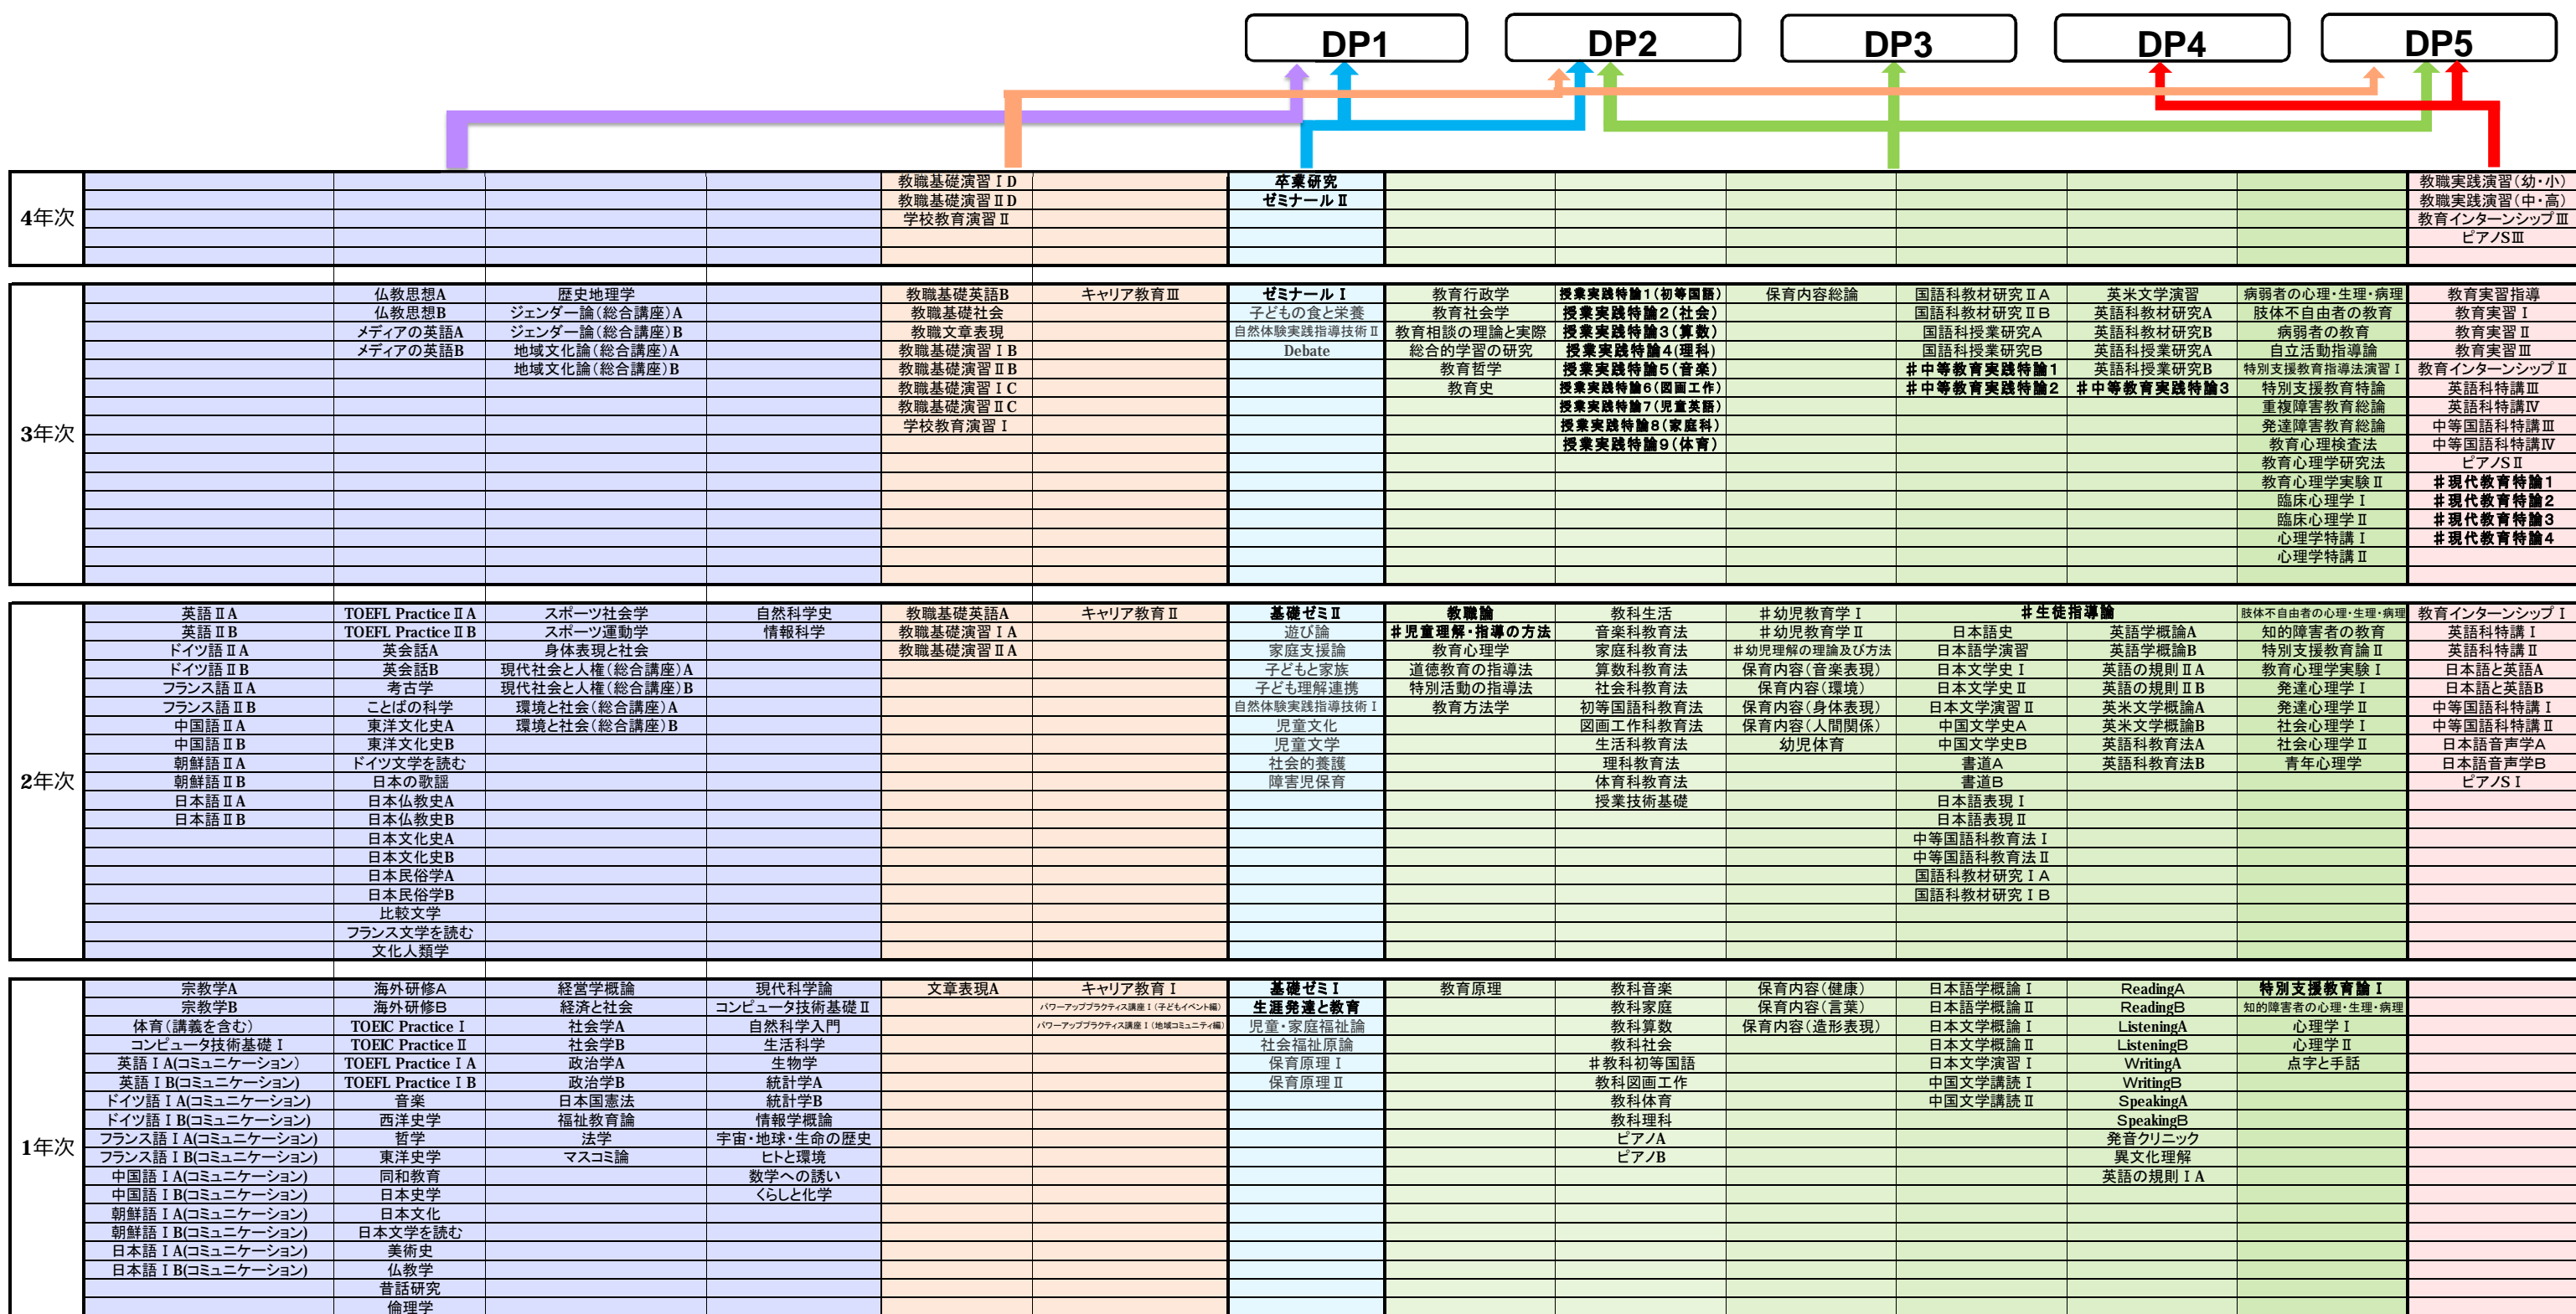 DP1 DP2 DP3 DP4 DP5
教職基礎演習ⅠD 卒業研究 教職実践演習(幼・小)
教職基礎演習ⅡD ゼミナールⅡ 教職実践演習(中・高)
4年次 学校教育演習Ⅱ 教育インターンシップⅢ
ピアノSⅢ
仏教思想A 歴史地理学 教職基礎英語B キャリア教育Ⅲ ゼミナールⅠ 教育行政学 授業実践特論1(初等国語) 保育内容総論 国語科教材研究ⅡA 英米文学演習 病弱者の心理・生理・病理 教育実習指導
仏教思想B ジェンダー論(総合講座)A 教職基礎社会 子どもの食と栄養 教育社会学 授業実践特論2(社会) 国語科教材研究ⅡB 英語科教材研究A 肢体不自由者の教育 教育実習Ⅰ
メディアの英語A ジェンダー論(総合講座)B 教職文章表現 自然体験実践指導技術Ⅱ 教育相談の理論と実際 授業実践特論3(算数) 国語科授業研究A 英語科教材研究B 病弱者の教育 教育実習Ⅱ
メディアの英語B 地域文化論(総合講座)A 教職基礎演習ⅠB Debate 総合的学習の研究 授業実践特論4(理科) 国語科授業研究B 英語科授業研究A 自立活動指導論 教育実習Ⅲ
地域文化論(総合講座)B 教職基礎演習ⅡB 教育哲学 授業実践特論5(音楽) #中等教育実践特論1 英語科授業研究B 特別支援教育指導法演習Ⅰ 教育インターンシップⅡ
教職基礎演習ⅠC 教育史 授業実践特論6(図画工作) #中等教育実践特論2 #中等教育実践特論3 特別支援教育特論 英語科特講Ⅲ
教職基礎演習ⅡC 授業実践特論7(児童英語) 重複障害教育総論 英語科特講Ⅳ
3年次 学校教育演習Ⅰ 授業実践特論8(家庭科) 発達障害教育総論 中等国語科特講Ⅲ
授業実践特論9(体育) 教育心理検査法 中等国語科特講Ⅳ
教育心理学研究法 ピアノSⅡ
教育心理学実験Ⅱ #現代教育特論1
臨床心理学Ⅰ #現代教育特論2
臨床心理学Ⅱ #現代教育特論3
心理学特講Ⅰ #現代教育特論4
心理学特講Ⅱ
英語ⅡA TOEFL PracticeⅡA スポーツ社会学 自然科学史 教職基礎英語A キャリア教育Ⅱ 基礎ゼミⅡ 教職論 教科生活 #幼児教育学Ⅰ #生徒指導論 肢体不自由者の心理・生理・病理 教育インターンシップⅠ
英語ⅡB TOEFL PracticeⅡB スポーツ運動学 情報科学 教職基礎演習ⅠA 遊び論 #児童理解・指導の方法 音楽科教育法 #幼児教育学Ⅱ 日本語史 英語学概論A 知的障害者の教育 英語科特講Ⅰ
ドイツ語ⅡA 英会話A 身体表現と社会 教職基礎演習ⅡA 家庭支援論 教育心理学 家庭科教育法 #幼児理解の理論及び方法 日本語学演習 英語学概論B 特別支援教育論Ⅱ 英語科特講Ⅱ
ドイツ語ⅡB 英会話B 現代社会と人権(総合講座)A 子どもと家族 道徳教育の指導法 算数科教育法 保育内容(音楽表現) 日本文学史Ⅰ 英語の規則ⅡA 教育心理学実験Ⅰ 日本語と英語A
フランス語ⅡA 考古学 現代社会と人権(総合講座)B 子ども理解連携 特別活動の指導法 社会科教育法 保育内容(環境) 日本文学史Ⅱ 英語の規則ⅡB 発達心理学Ⅰ 日本語と英語B
フランス語ⅡB ことばの科学 環境と社会(総合講座)A 自然体験実践指導技術Ⅰ 教育方法学 初等国語科教育法 保育内容(身体表現) 日本文学演習Ⅱ 英米文学概論A 発達心理学Ⅱ 中等国語科特講Ⅰ
中国語ⅡA 東洋文化史A 環境と社会(総合講座)B 児童文化 図画工作科教育法 保育内容(人間関係) 中国文学史A 英米文学概論B 社会心理学Ⅰ 中等国語科特講Ⅱ
中国語ⅡB 東洋文化史B 児童文学 生活科教育法 幼児体育 中国文学史B 英語科教育法A 社会心理学Ⅱ 日本語音声学A
朝鮮語ⅡA ドイツ文学を読む 社会的養護 理科教育法 書道A 英語科教育法B 青年心理学 日本語音声学B
2年次 朝鮮語ⅡB 日本の歌謡 障害児保育 体育科教育法 書道B ピアノSⅠ
日本語ⅡA 日本仏教史A 授業技術基礎 日本語表現Ⅰ
日本語ⅡB 日本仏教史B 日本語表現Ⅱ
日本文化史A 中等国語科教育法Ⅰ
日本文化史B 中等国語科教育法Ⅱ
日本民俗学A 国語科教材研究ⅠA
日本民俗学B 国語科教材研究ⅠB
比較文学
フランス文学を読む
文化人類学
宗教学A 海外研修A 経営学概論 現代科学論 文章表現A キャリア教育Ⅰ 基礎ゼミⅠ 教育原理 教科音楽 保育内容(健康) 日本語学概論Ⅰ ReadingA 特別支援教育論Ⅰ
宗教学B 海外研修B 経済と社会 コンピュータ技術基礎Ⅱ パワーアッププラクティス講座Ⅰ(子どもイベント編) 生涯発達と教育 教科家庭 保育内容(言葉) 日本語学概論Ⅱ ReadingB 知的障害者の心理・生理・病理
体育(講義を含む) TOEIC PracticeⅠ 社会学A 自然科学入門 パワーアッププラクティス講座Ⅰ(地域コミュニティ編) 児童・家庭福祉論 教科算数 保育内容(造形表現) 日本文学概論Ⅰ ListeningA 心理学Ⅰ
コンピュータ技術基礎Ⅰ TOEIC PracticeⅡ 社会学B 生活科学 社会福祉原論 教科社会 日本文学概論Ⅱ ListeningB 心理学Ⅱ
英語ⅠA(コミュニケーション) TOEFL PracticeⅠA 政治学A 生物学 保育原理Ⅰ #教科初等国語 日本文学演習Ⅰ WritingA 点字と手話
英語ⅠB(コミュニケーション) TOEFL PracticeⅠB 政治学B 統計学A 保育原理Ⅱ 教科図画工作 中国文学講読Ⅰ WritingB
ドイツ語ⅠA(コミュニケーション) 音楽 日本国憲法 統計学B 教科体育 中国文学講読Ⅱ SpeakingA
ドイツ語ⅠB(コミュニケーション) 西洋史学 福祉教育論 情報学概論 教科理科 SpeakingB
1年次 フランス語ⅠA(コミュニケーション) 哲学 法学 宇宙・地球・生命の歴史 ピアノA 発音クリニック
フランス語ⅠB(コミュニケーション) 東洋史学 マスコミ論 ヒトと環境 ピアノB 異文化理解
中国語ⅠA(コミュニケーション) 同和教育 数学への誘い 英語の規則ⅠA
中国語ⅠB(コミュニケーション) 日本史学 くらしと化学
朝鮮語ⅠA(コミュニケーション) 日本文化
朝鮮語ⅠB(コミュニケーション) 日本文学を読む
日本語ⅠA(コミュニケーション) 美術史
日本語ⅠB(コミュニケーション) 仏教学
昔話研究
倫理学